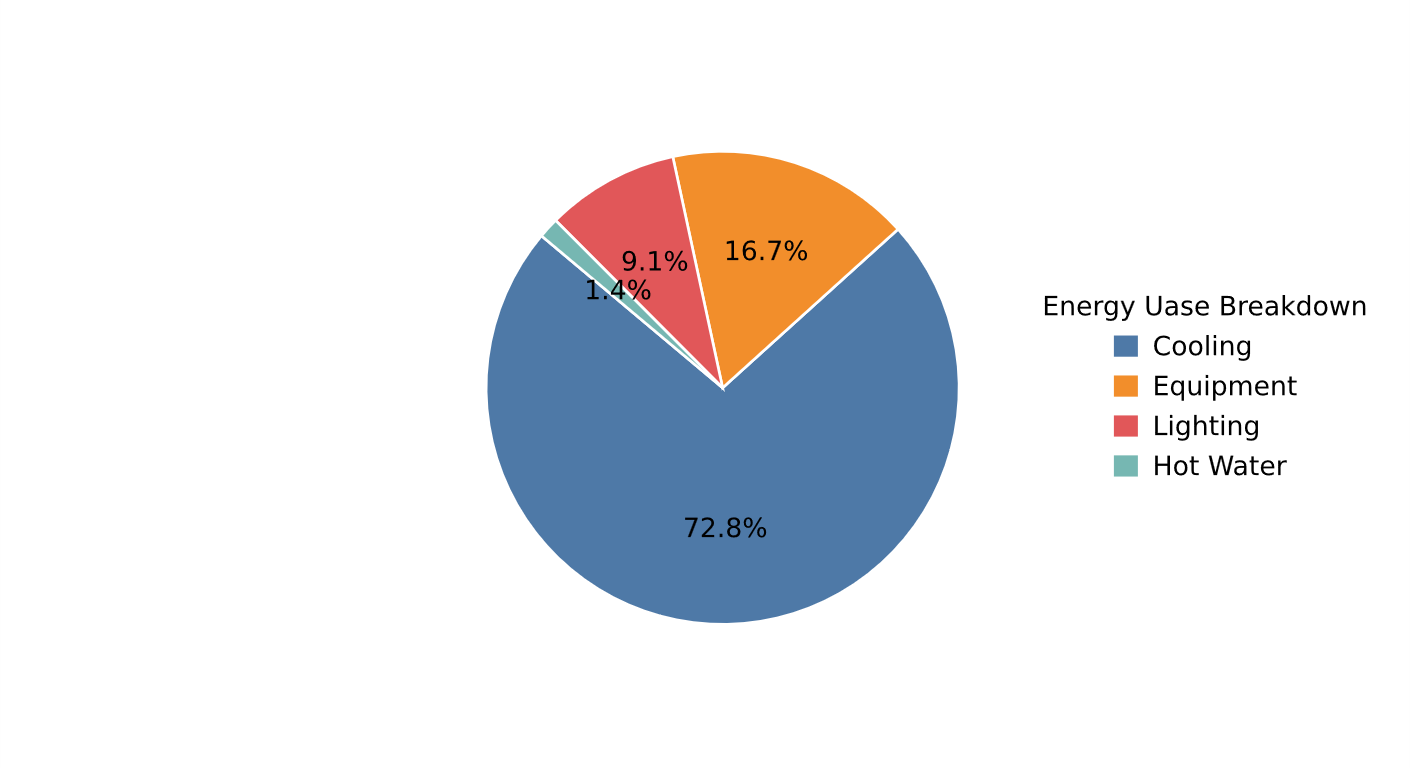 16.7%
9.1%
1.4%
72.8%
Energy Uase Breakdown
Cooling
Equipment
Lighting
Hot Water